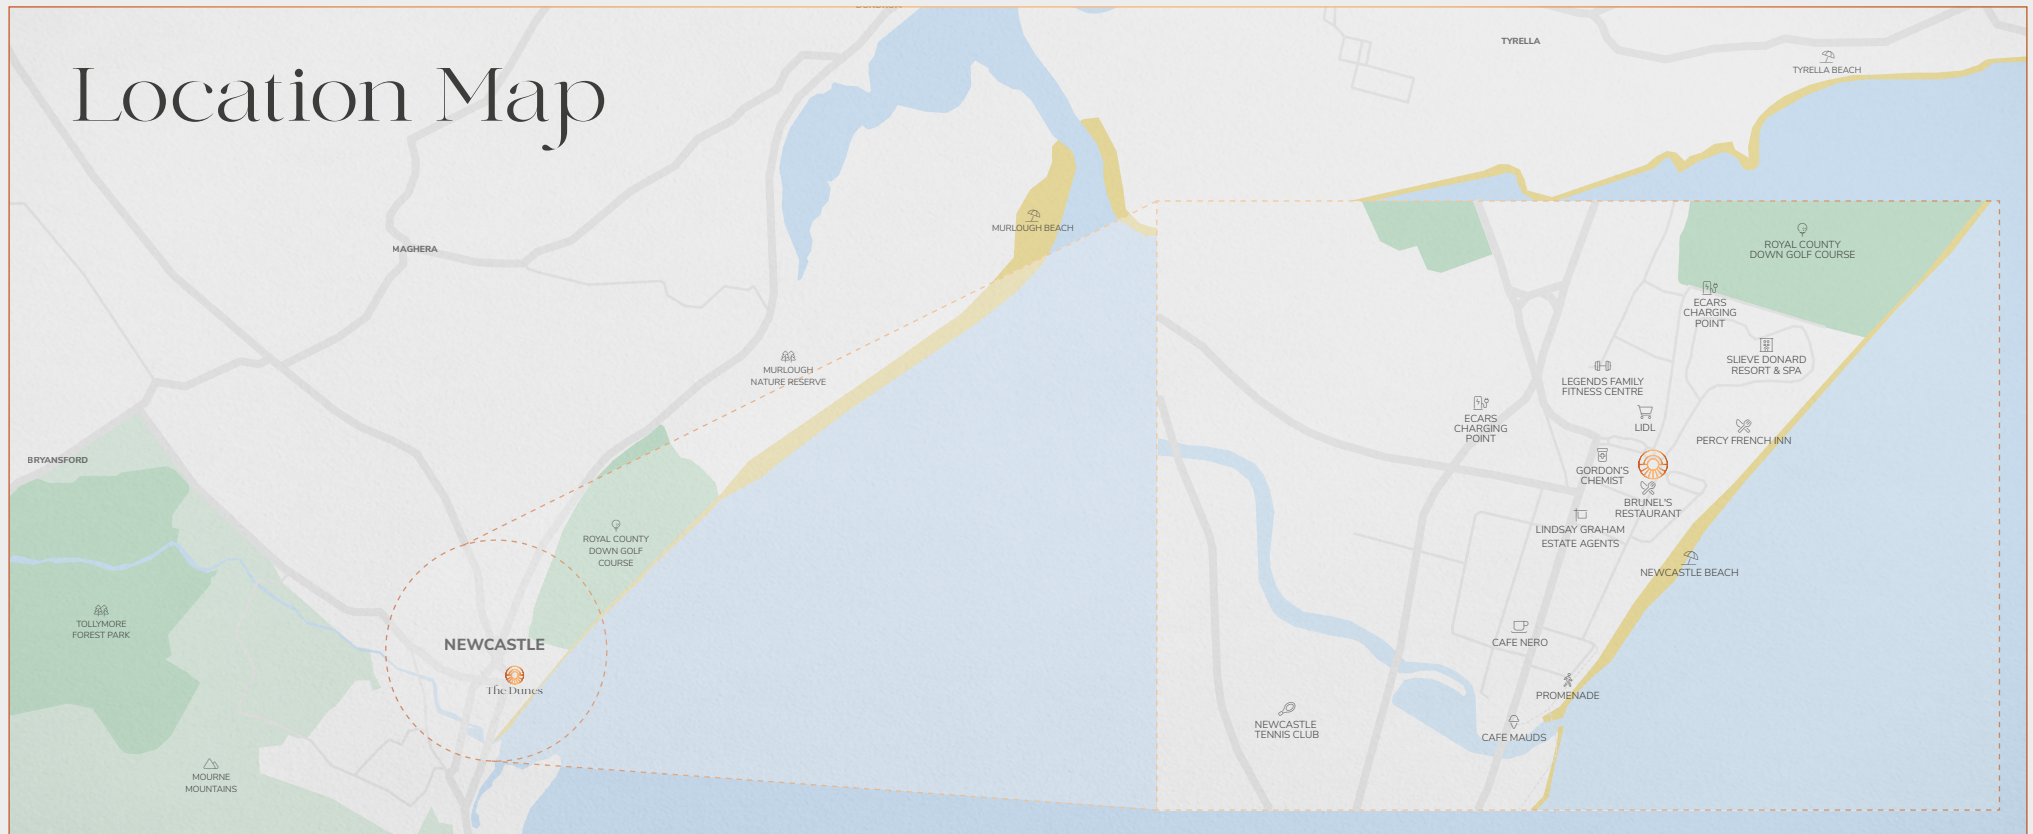 Location Map
TYRELLA
TYRELLA BEACH
MAGHERA
MURLOUGH BEACH
MURLOUGH
NATURE RESERVE
BRYANSFORD
ROYAL COUNTY
DOWN GOLF
COURSE
TOLLYMORE
FOREST PARK
NEWCASTLE
The Dunes
MOURNE
MOUNTAINS
ROYAL COUNTY
DOWN GOLF COURSE
ECARS
CHARGING
POINT
SLIEVE DONARD
RESORT & SPA
LEGENDS FAMILY
FITNESS CENTRE
ECARS
CHARGING
POINT
LIDL
PERCY FRENCH INN
GORDON'S
CHEMIST
BRUNEL'S
RESTAURANT
LINDSAY GRAHAM
ESTATE AGENTS
NEWCASTLE BEACH
CAFE NERO
PROMENADE
NEWCASTLE
TENNIS CLUB
CAFE MAUDS